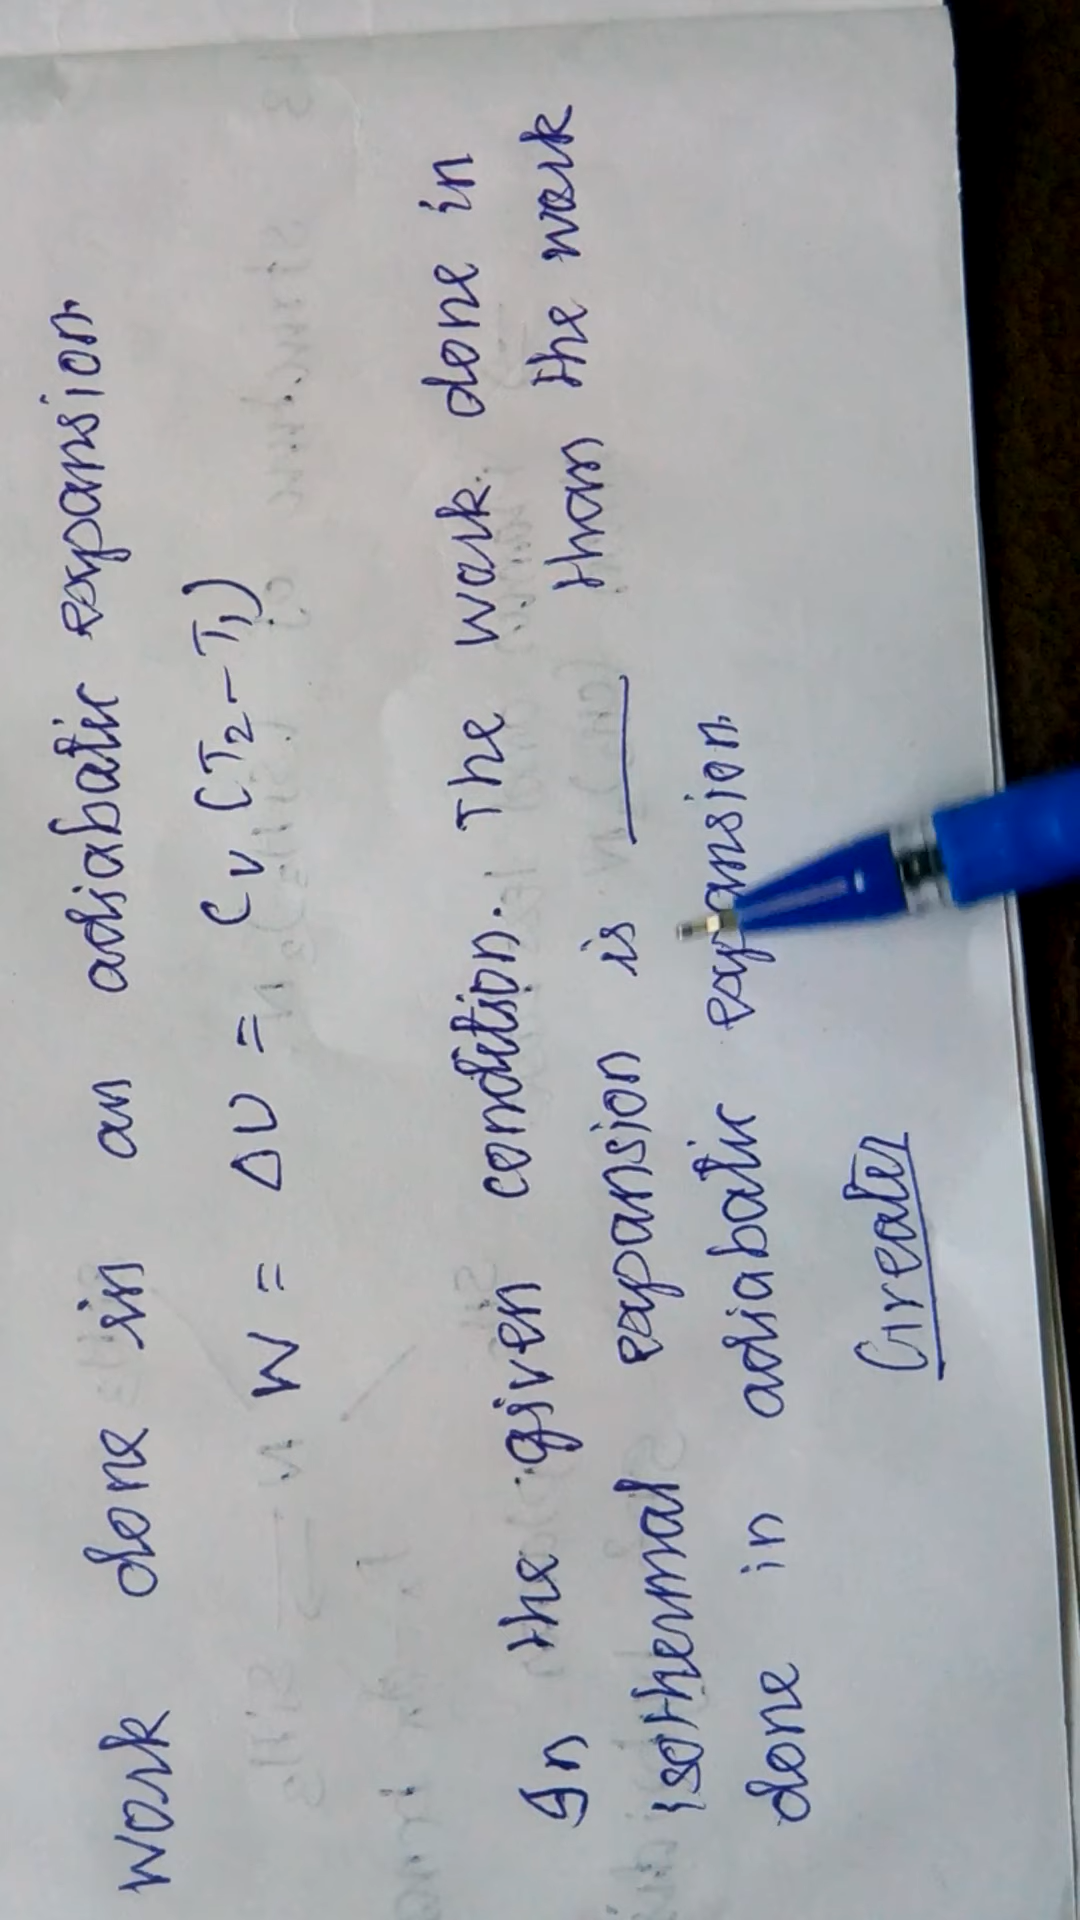 Work done in an adiabatic expansion.
W = ΔU = Cv (T2 - T1)
In the given condition. The work done in
isothermal expansion is ______ than the work
done in adiabatic expansion.
Greater